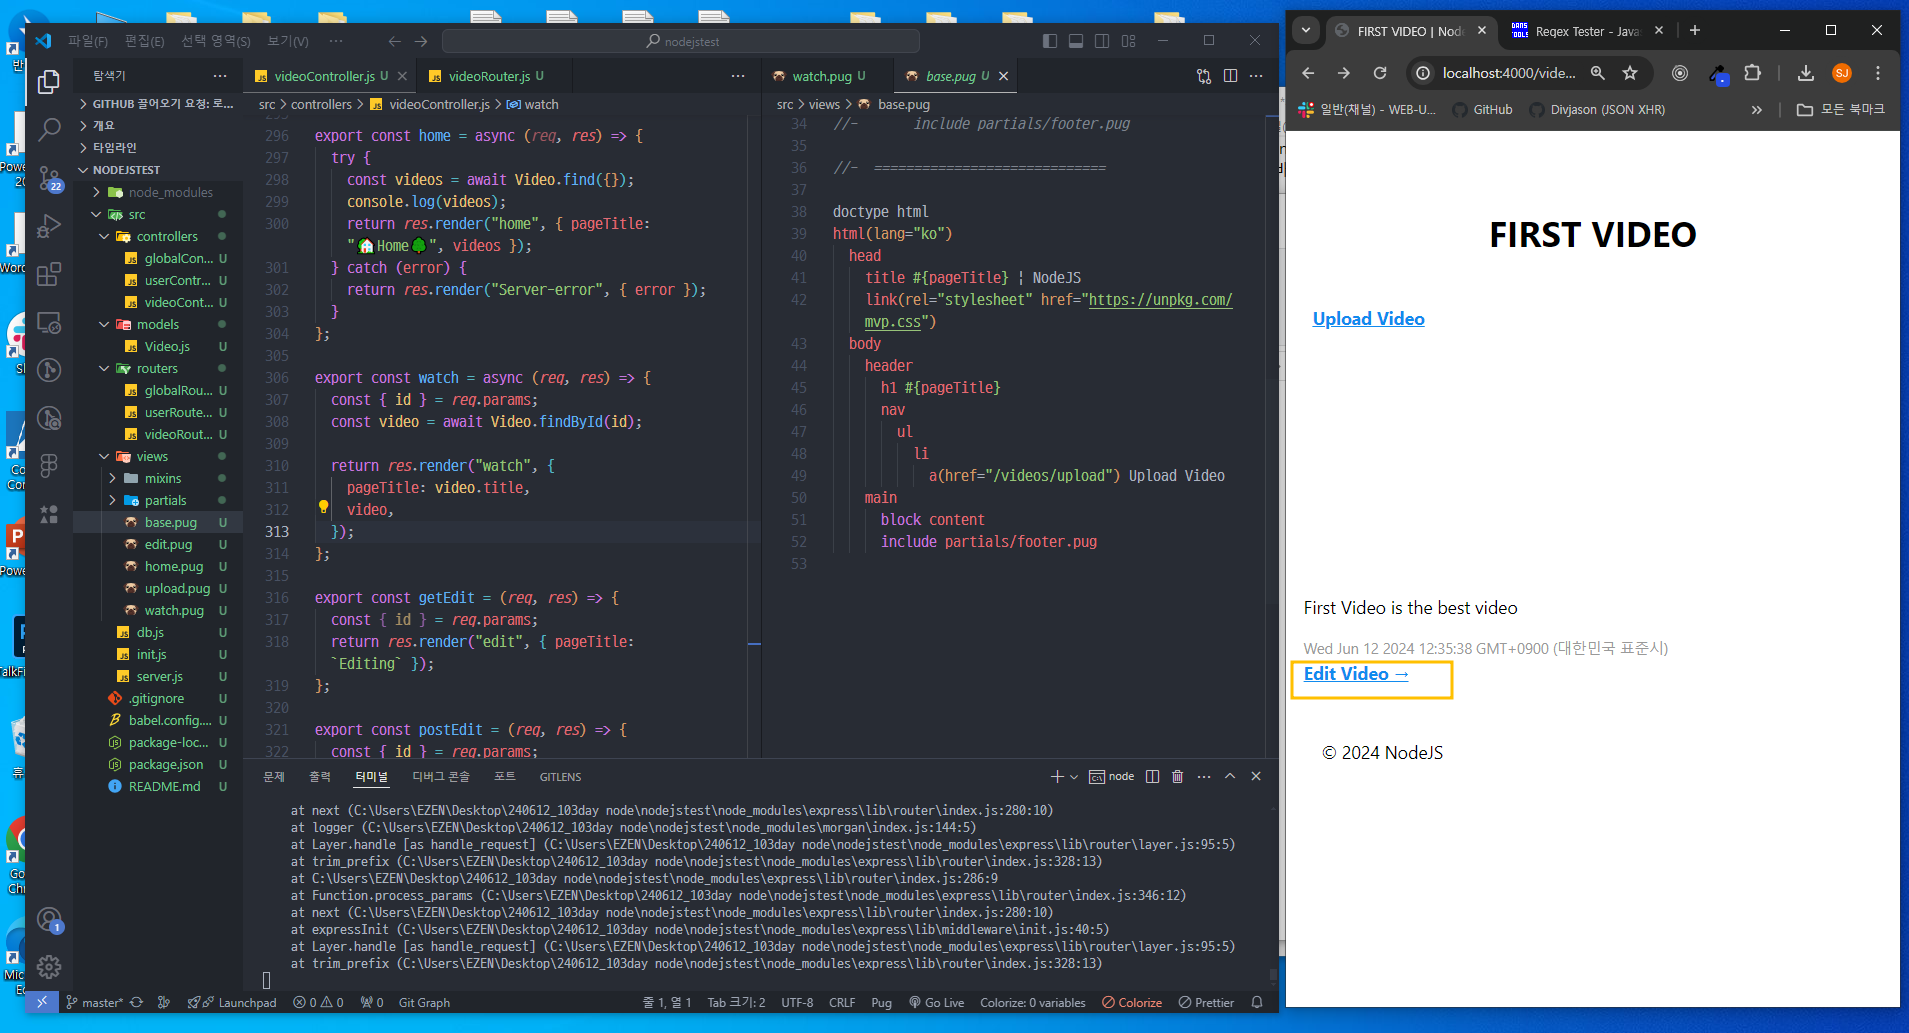 파일(F) 편집(E) 선택 영역(S) 보기(V) ··· nodejstest
탐색기 ···
GITHUB 끌어오기 요청: 로...
개요
타임라인
NODEJSTEST
node_modules
src
controllers
globalCon... U
userContr... U
videoCont... U
models
Video.js U
routers
globalRou... U
userRoute... U
videoRout... U
views
mixins
partials
base.pug U
edit.pug U
home.pug U
upload.pug U
watch.pug U
db.js U
init.js U
server.js U
.gitignore U
babel.config.... U
package-loc... U
package.json U
README.md U
22
1
videoController.js U
videoRouter.js U
src > controllers > videoController.js > watch
296 export const home = async (req, res) => {
297 try {
298 const videos = await Video.find({});
299 console.log(videos);
300 return res.render("home", { pageTitle:
"🏠Home🌳", videos });
301 } catch (error) {
302 return res.render("Server-error", { error });
303 }
304 };
305
306 export const watch = async (req, res) => {
307 const { id } = req.params;
308 const video = await Video.findById(id);
309
310 return res.render("watch", {
311 pageTitle: video.title,
312 video,
313 });
314 };
315
316 export const getEdit = (req, res) => {
317 const { id } = req.params;
318 return res.render("edit", { pageTitle:
`Editing` });
319 };
320
321 export const postEdit = (req, res) => {
322 const { id } = req.params;
watch.pug U
base.pug U
src > views > base.pug
34 //- include partials/footer.pug
35
36 //- =============================
37
38 doctype html
39 html(lang="ko")
40 head
41 title #{pageTitle} ¦ NodeJS
42 link(rel="stylesheet" href="https://unpkg.com/
mvp.css")
43 body
44 header
45 h1 #{pageTitle}
46 nav
47 ul
48 li
49 a(href="/videos/upload") Upload Video
50 main
51 block content
52 include partials/footer.pug
53
문제 출력 터미널 디버그 콘솔 포트 GITLENS
node
at next (C:\Users\EZEN\Desktop\240612_103day node\nodejstest\node_modules\express\lib\router\index.js:280:10)
at logger (C:\Users\EZEN\Desktop\240612_103day node\nodejstest\node_modules\morgan\index.js:144:5)
at Layer.handle [as handle_request] (C:\Users\EZEN\Desktop\240612_103day node\nodejstest\node_modules\express\lib\router\layer.js:95:5)
at trim_prefix (C:\Users\EZEN\Desktop\240612_103day node\nodejstest\node_modules\express\lib\router\index.js:328:13)
at C:\Users\EZEN\Desktop\240612_103day node\nodejstest\node_modules\express\lib\router\index.js:286:9
at Function.process_params (C:\Users\EZEN\Desktop\240612_103day node\nodejstest\node_modules\express\lib\router\index.js:346:12)
at next (C:\Users\EZEN\Desktop\240612_103day node\nodejstest\node_modules\express\lib\router\index.js:280:10)
at expressInit (C:\Users\EZEN\Desktop\240612_103day node\nodejstest\node_modules\express\lib\middleware\init.js:40:5)
at Layer.handle [as handle_request] (C:\Users\EZEN\Desktop\240612_103day node\nodejstest\node_modules\express\lib\router\layer.js:95:5)
at trim_prefix (C:\Users\EZEN\Desktop\240612_103day node\nodejstest\node_modules\express\lib\router\index.js:328:13)
master* Launchpad 0 0 0 Git Graph 줄 1, 열 1 Tab 크기: 2 UTF-8 CRLF Pug Go Live Colorize: 0 variables Colorize Prettier
FIRST VIDEO | Node
Regex Tester - Javas
localhost:4000/vide...
SJ
일반(채널) - WEB-U... GitHub Divjason (JSON XHR) » 모든 북마크
FIRST VIDEO
Upload Video
First Video is the best video
Wed Jun 12 2024 12:35:38 GMT+0900 (대한민국 표준시)
Edit Video →
© 2024 NodeJS